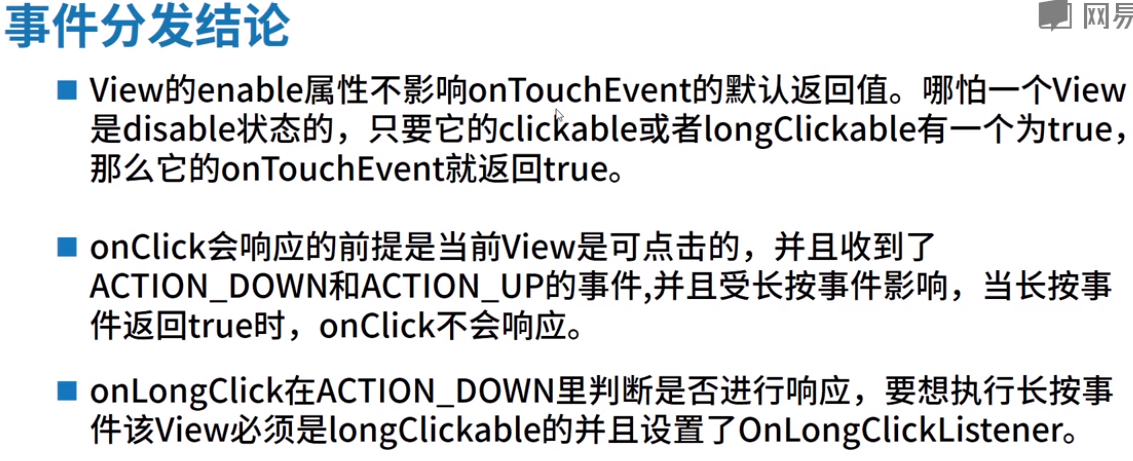 事件分发结论
网易
View的enable属性不影响onTouchEvent的默认返回值。哪怕一个View
是disable状态的，只要它的clickable或者longClickable有一个为true，
那么它的onTouchEvent就返回true。
onClick会响应的前提是当前View是可点击的，并且收到了
ACTION_DOWN和ACTION_UP的事件,并且受长按事件影响，当长按事
件返回true时，onClick不会响应。
onLongClick在ACTION_DOWN里判断是否进行响应，要想执行长按事
件该View必须是longClickable的并且设置了OnLongClickListener。